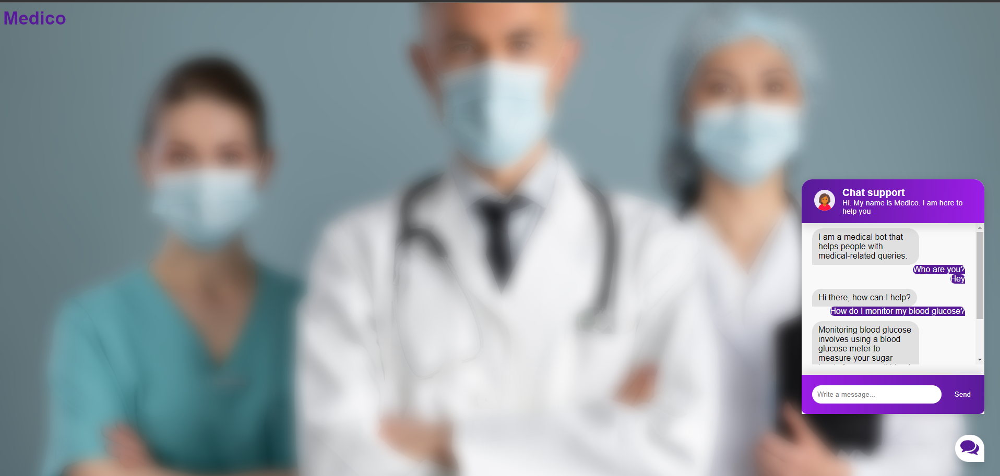 Medico
Chat support
Hi. My name is Medico. I am here to
help you
I am a medical bot that
helps people with
medical-related queries.
Who are you?
Hey
Hi there, how can I help?
How do I monitor my blood glucose?
Monitoring blood glucose
involves using a blood
glucose meter to
measure your sugar
Write a message...
Send